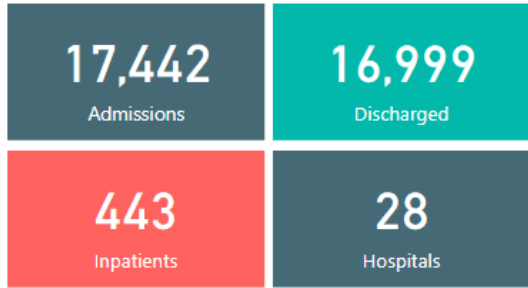 17,442
Admissions
16,999
Discharged
443
Inpatients
28
Hospitals